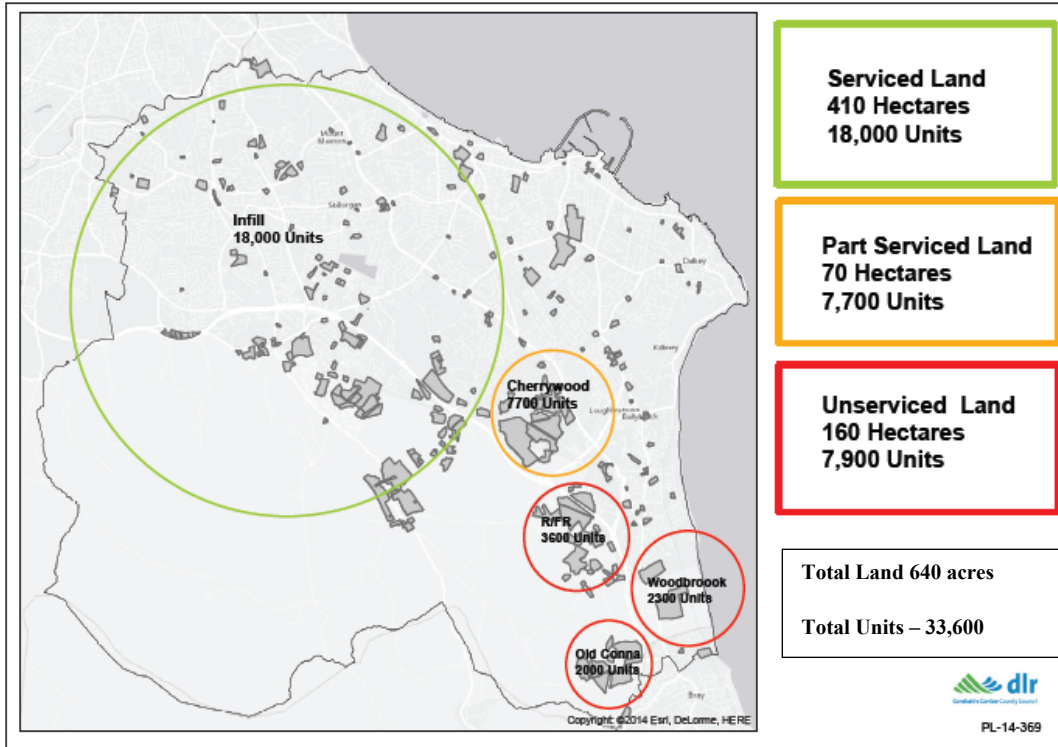 Mount
Merrion
Stillorgan
Infill
18,000 Units
Dalkey
Killiney
Cherrywood
7700 Units
Loughlinstown
Ballybrack
R/FR
3600 Units
Woodbroook
2300 Units
Old Conna
2000 Units
Bray
Copyright: ©2014 Esri, DeLorme, HERE
Serviced Land
410 Hectares
18,000 Units
Part Serviced Land
70 Hectares
7,700 Units
Unserviced Land
160 Hectares
7,900 Units
Total Land 640 acres
Total Units – 33,600
dlr
PL-14-369